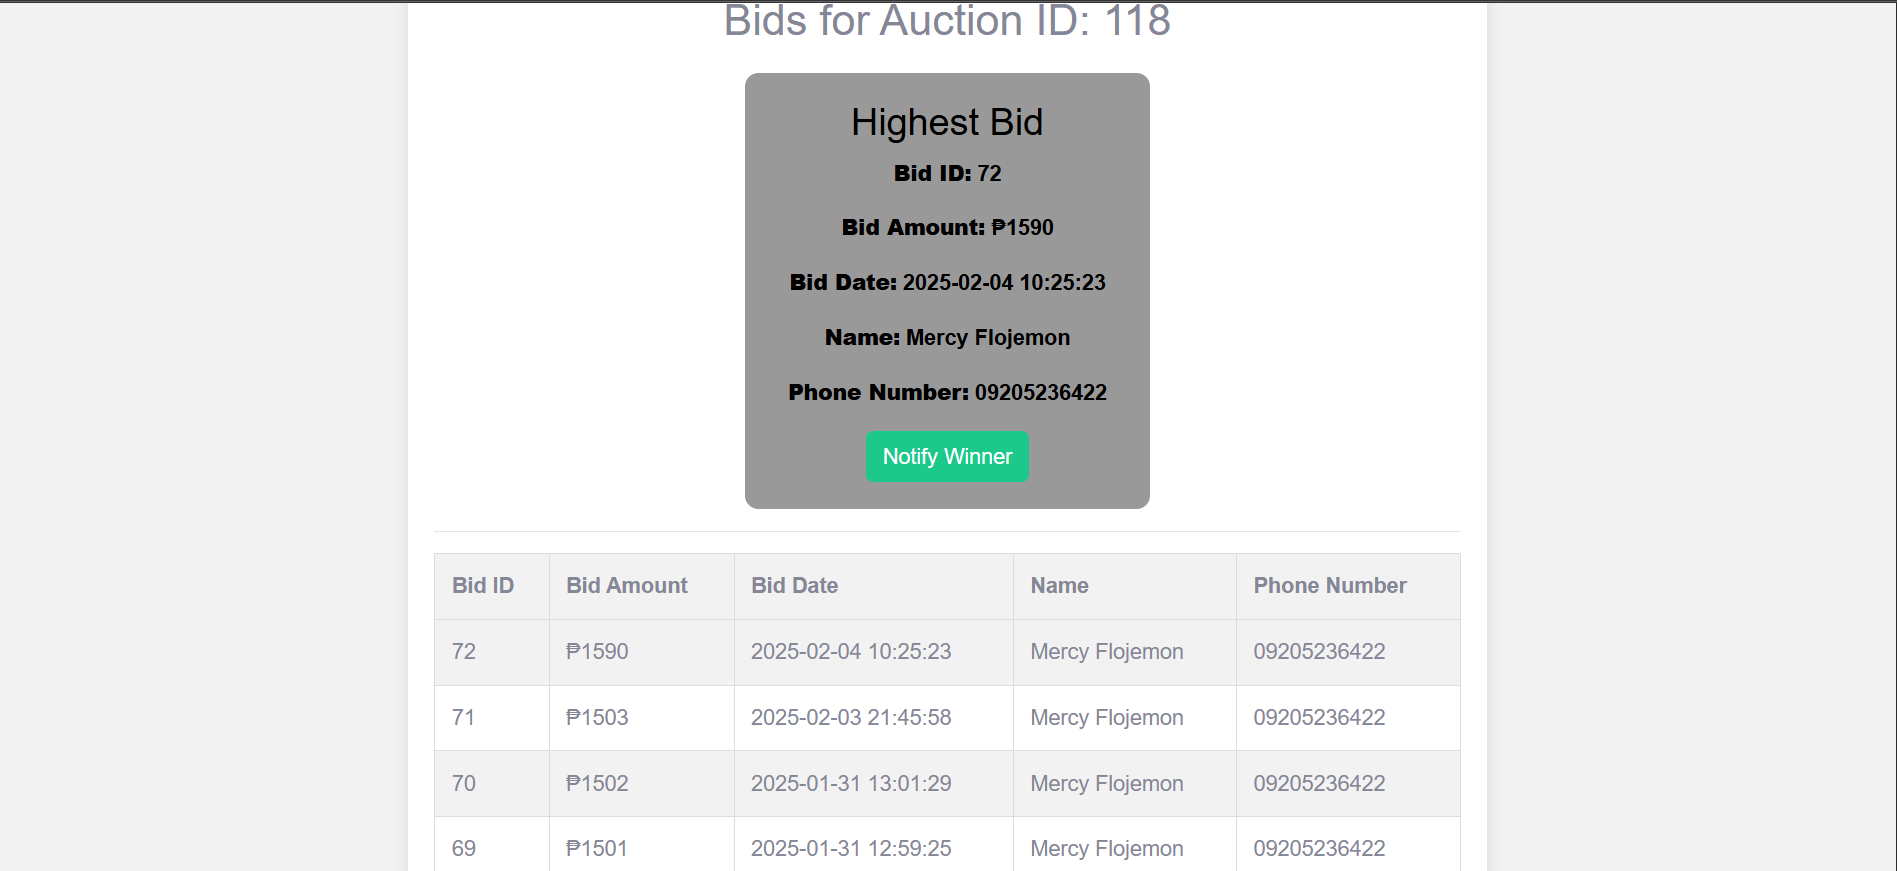 Bids for Auction ID: 118
Highest Bid
Bid ID: 72
Bid Amount: ₱1590
Bid Date: 2025-02-04 10:25:23
Name: Mercy Flojemon
Phone Number: 09205236422
Notify Winner
Bid ID Bid Amount Bid Date Name Phone Number
72 ₱1590 2025-02-04 10:25:23 Mercy Flojemon 09205236422
71 ₱1503 2025-02-03 21:45:58 Mercy Flojemon 09205236422
70 ₱1502 2025-01-31 13:01:29 Mercy Flojemon 09205236422
69 ₱1501 2025-01-31 12:59:25 Mercy Flojemon 09205236422